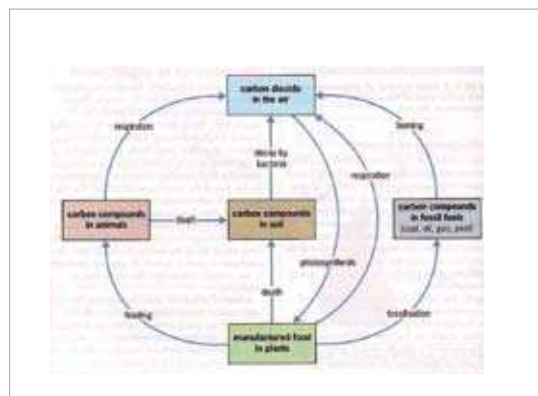 carbon dioxide
in the air
respiration
burning
decay by
bacteria
respiration
carbon compounds
in animals
death
carbon compounds
in soil
carbon compounds
in fossil fuels
(coal, oil, gas, peat)
photosynthesis
death
feeding
fossilisation
manufactured food
in plants